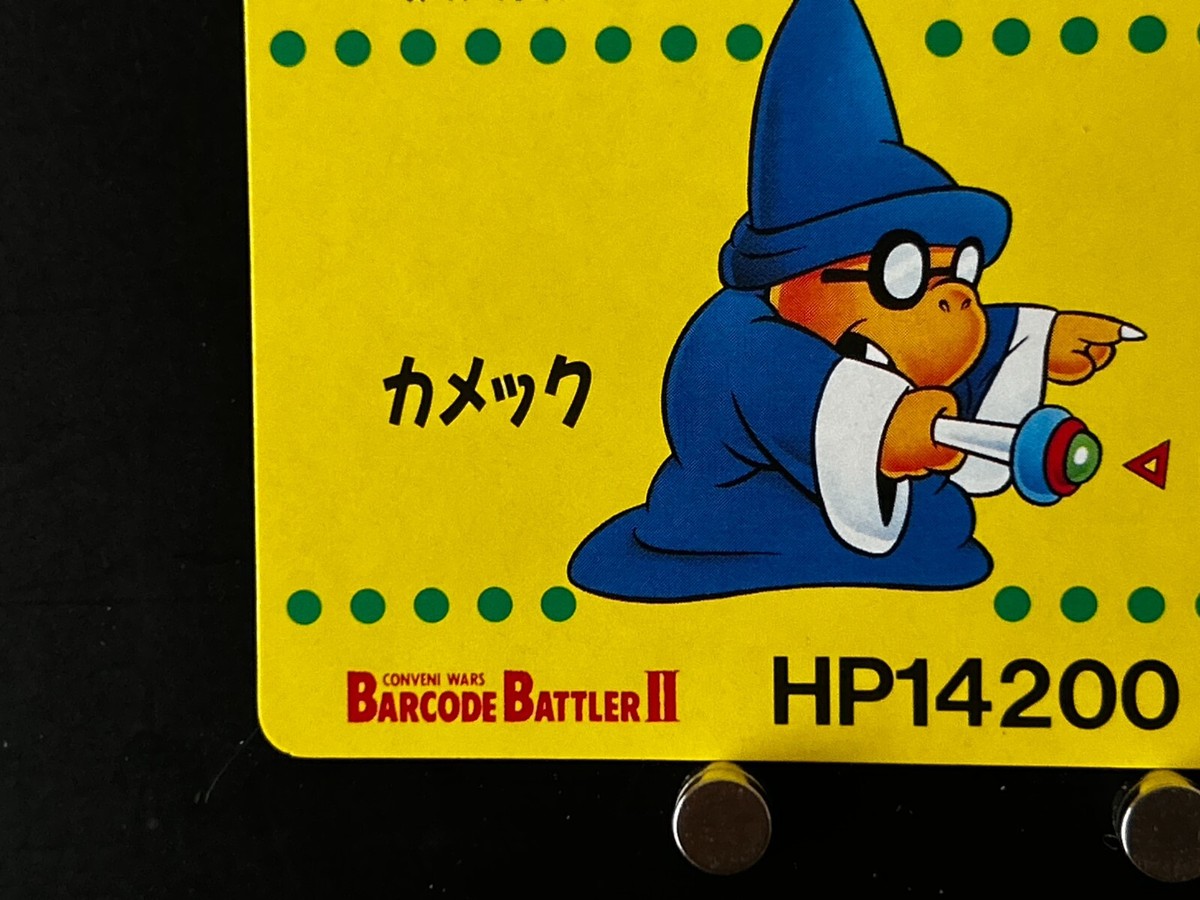 カメック
CONVENI WARS
BARCODE BATTLER II
HP14200